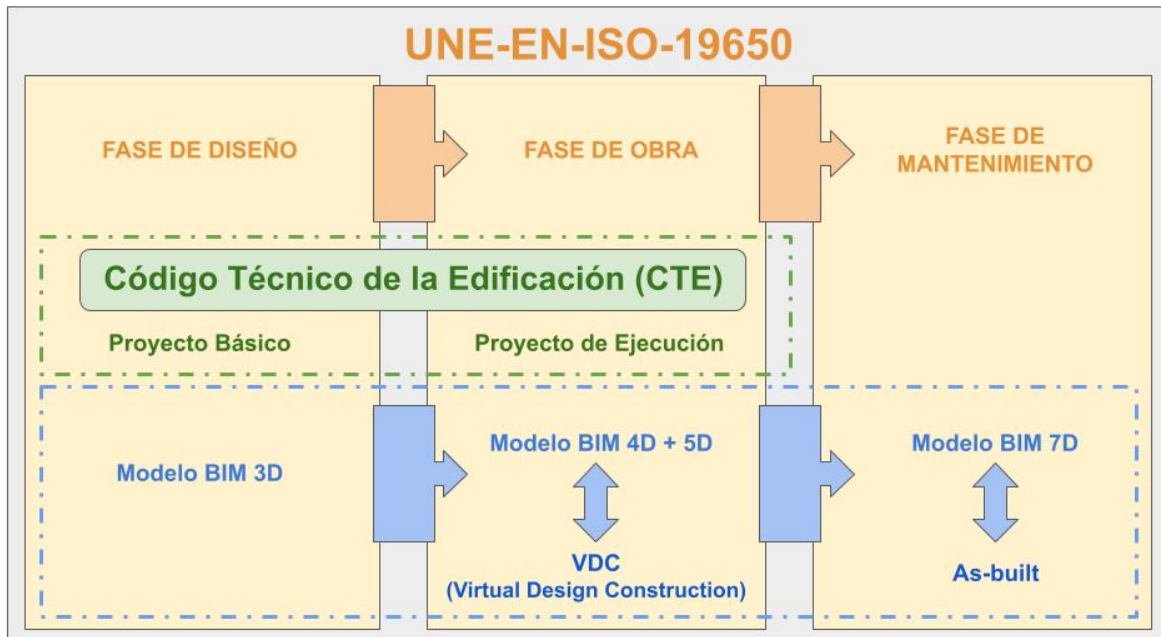 UNE-EN-ISO-19650
FASE DE DISEÑO
FASE DE OBRA
FASE DE
MANTENIMIENTO
Código Técnico de la Edificación (CTE)
Proyecto Básico
Proyecto de Ejecución
Modelo BIM 3D
Modelo BIM 4D + 5D
Modelo BIM 7D
VDC
(Virtual Design Construction)
As-built